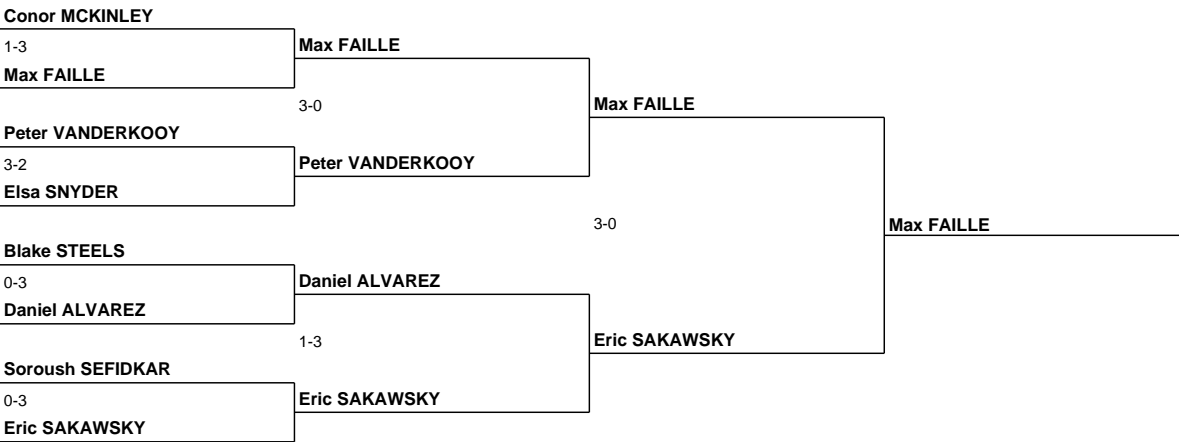 Conor MCKINLEY
1-3
Max FAILLE
Max FAILLE
3-0
Max FAILLE
Peter VANDERKOOY
3-2
Peter VANDERKOOY
Elsa SNYDER
3-0
Max FAILLE
Blake STEELS
0-3
Daniel ALVAREZ
Daniel ALVAREZ
1-3
Eric SAKAWSKY
Soroush SEFIDKAR
0-3
Eric SAKAWSKY
Eric SAKAWSKY